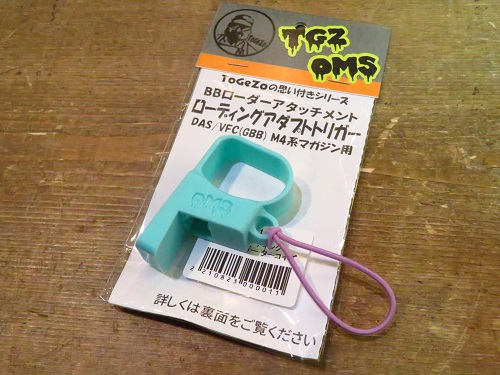 ToGeZo
TGZ
OMS
ToGeZoの思い付きシリーズ
BBローダーアタッチメント
ローディングアダプトトリガー
DAS/VFC(GBB) M4系マガジン用
OMS
2210823000011
詳しくは裏面をご覧ください